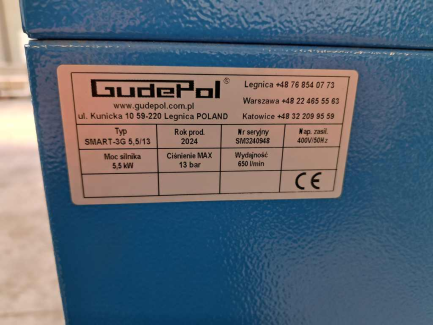 GudePol®
www.gudepol.com.pl
ul. Kunicka 10 59-220 Legnica POLAND
Legnica +48 76 854 07 73
Warszawa +48 22 465 55 63
Katowice +48 32 209 95 59
Typ Rok prod. Nr seryjny Nap. zasil.
SMART-3G 5,5/13 2024 SM3240948 400V/50Hz
Moc silnika Ciśnienie MAX Wydajność
5,5 kW 13 bar 650 l/min
CE